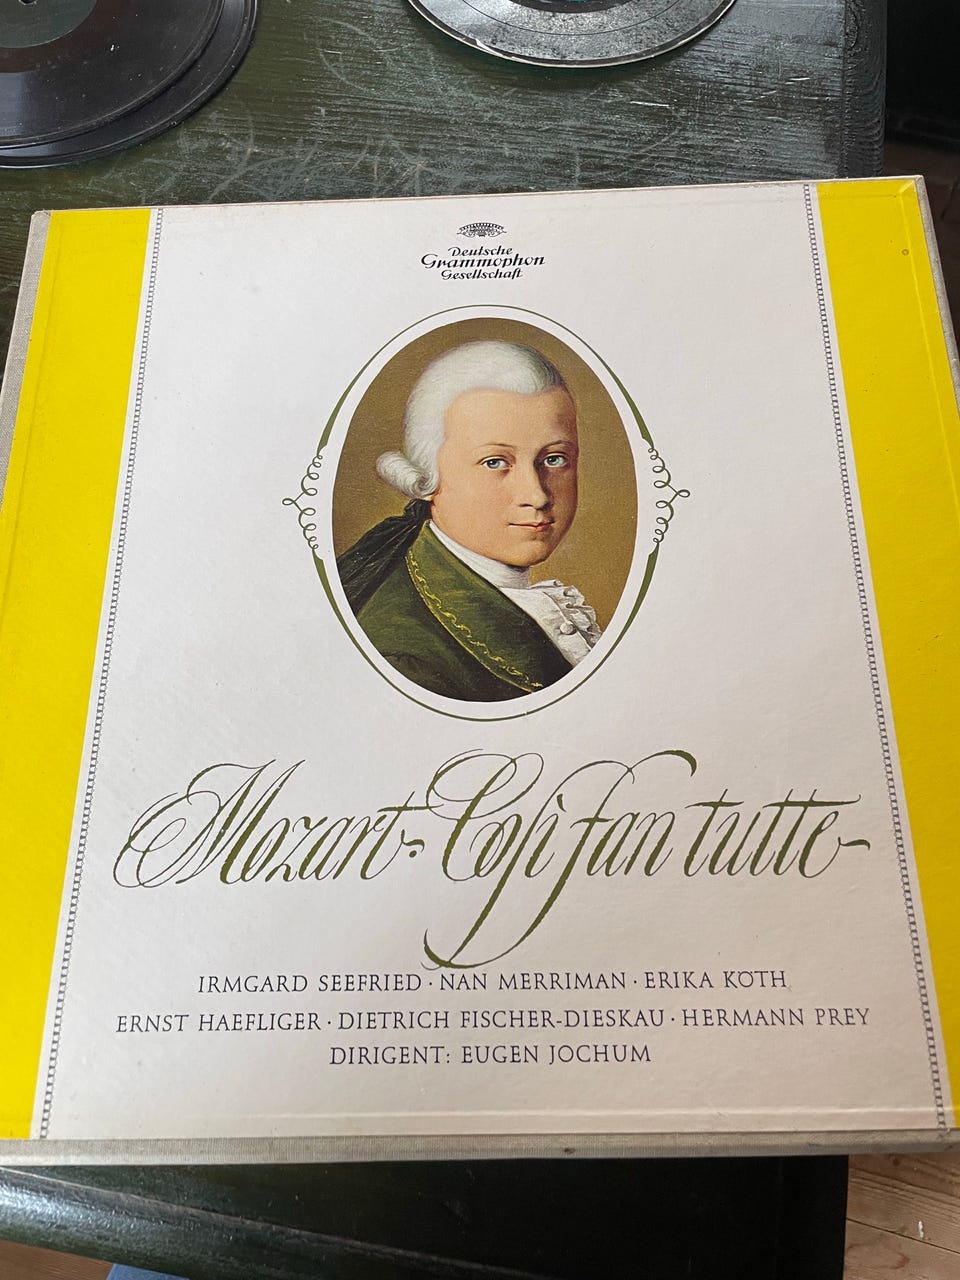 Deutsche
Grammophon
Gesellschaft
Mozart · Così fan tutte
IRMGARD SEEFRIED · NAN MERRIMAN · ERIKA KÖTH
ERNST HAEFLIGER · DIETRICH FISCHER-DIESKAU · HERMANN PREY
DIRIGENT: EUGEN JOCHUM